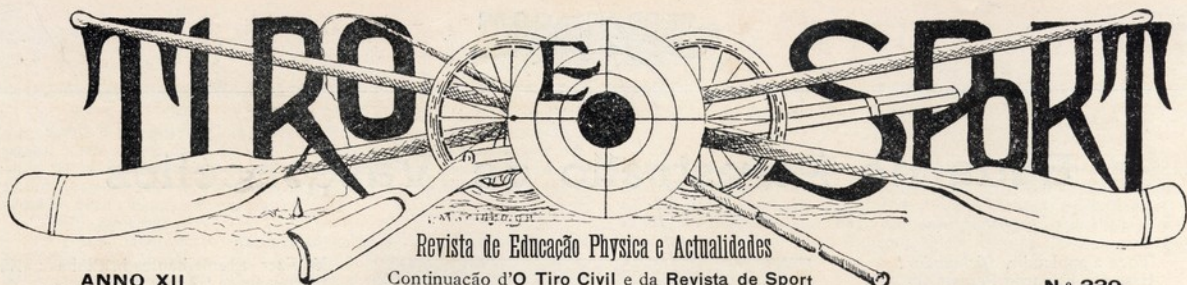 TIRO E SPORT
Revista de Educação Physica e Actualidades
Continuação d'O Tiro Civil e da Revista de Sport
ANNO XII